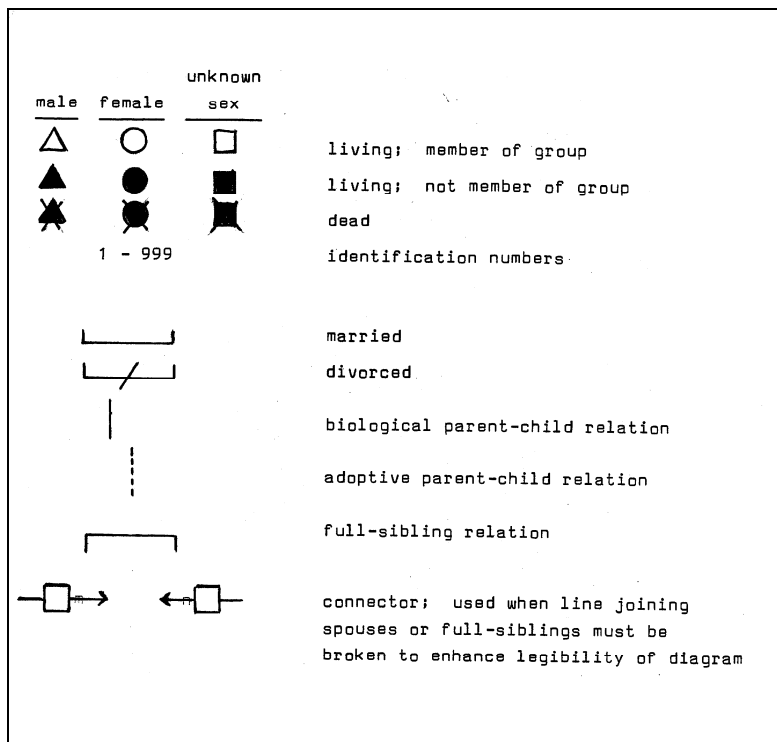 unknown
male female sex
living; member of group
living; not member of group
dead
1 - 999 identification numbers
married
divorced
biological parent-child relation
adoptive parent-child relation
full-sibling relation
connector; used when line joining
spouses or full-siblings must be
broken to enhance legibility of diagram